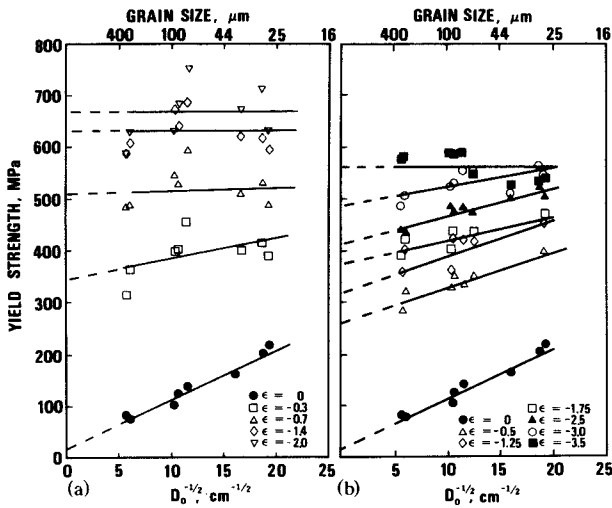 GRAIN SIZE, μm
400 100 44 25 16
GRAIN SIZE, μm
400 100 44 25 16
YIELD STRENGTH, MPa
800
700
600
500
400
300
200
100
0
ϵ = 0
ϵ = -0.3
ϵ = -0.7
ϵ = -1.4
ϵ = -2.0
ϵ = 0
ϵ = -0.5
ϵ = -1.25
ϵ = -1.75
ϵ = -2.5
ϵ = -3.0
ϵ = -3.5
0 5 10 15 20 25
(a) D₀^-1/2, cm^-1/2
5 10 15 20 25
(b) D₀^-1/2, cm^-1/2